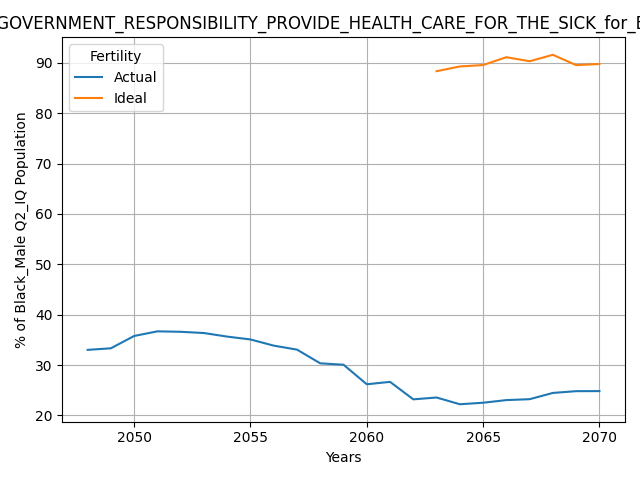 GOVERNMENT_RESPONSIBILITY_PROVIDE_HEALTH_CARE_FOR_THE_SICK_for_
Fertility
Actual
Ideal
% of Black_Male Q2_IQ Population
90
80
70
60
50
40
30
20
2050 2055 2060 2065 2070
Years